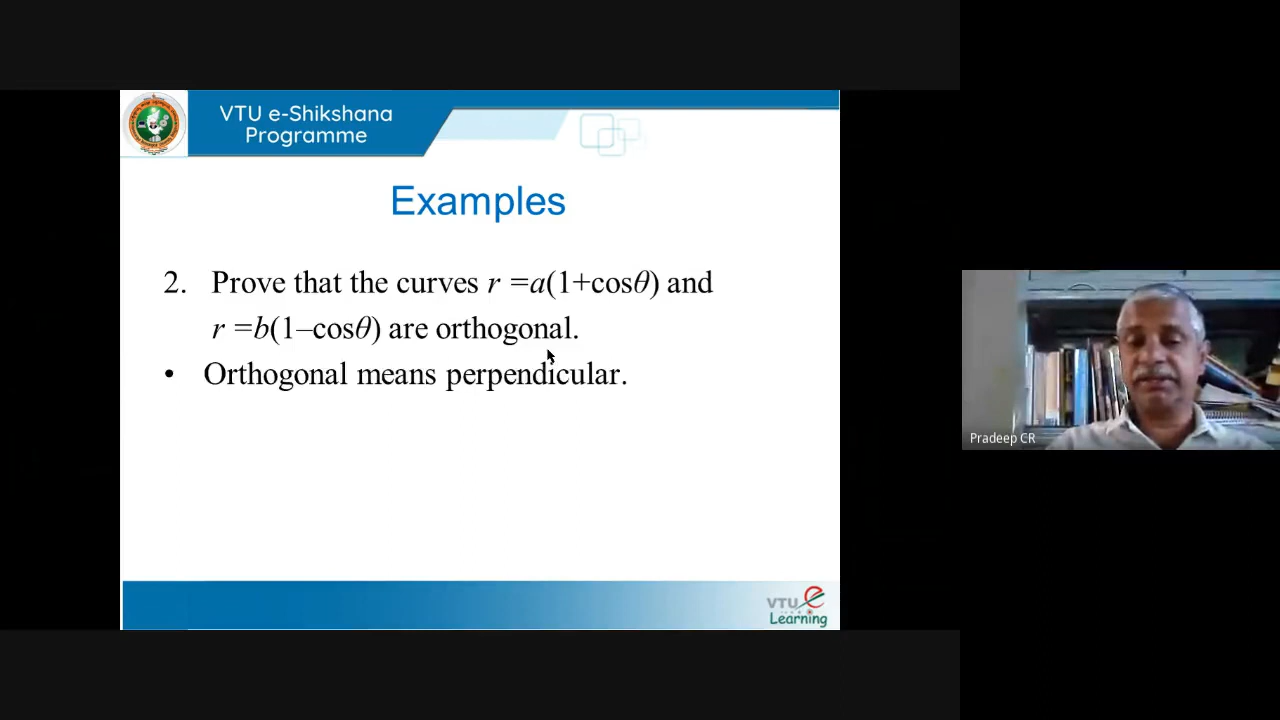 VTU e-Shikshana
Programme
Examples
2. Prove that the curves r =a(1+cosθ) and
r =b(1–cosθ) are orthogonal.
• Orthogonal means perpendicular.
Pradeep CR
VTU e
Learning